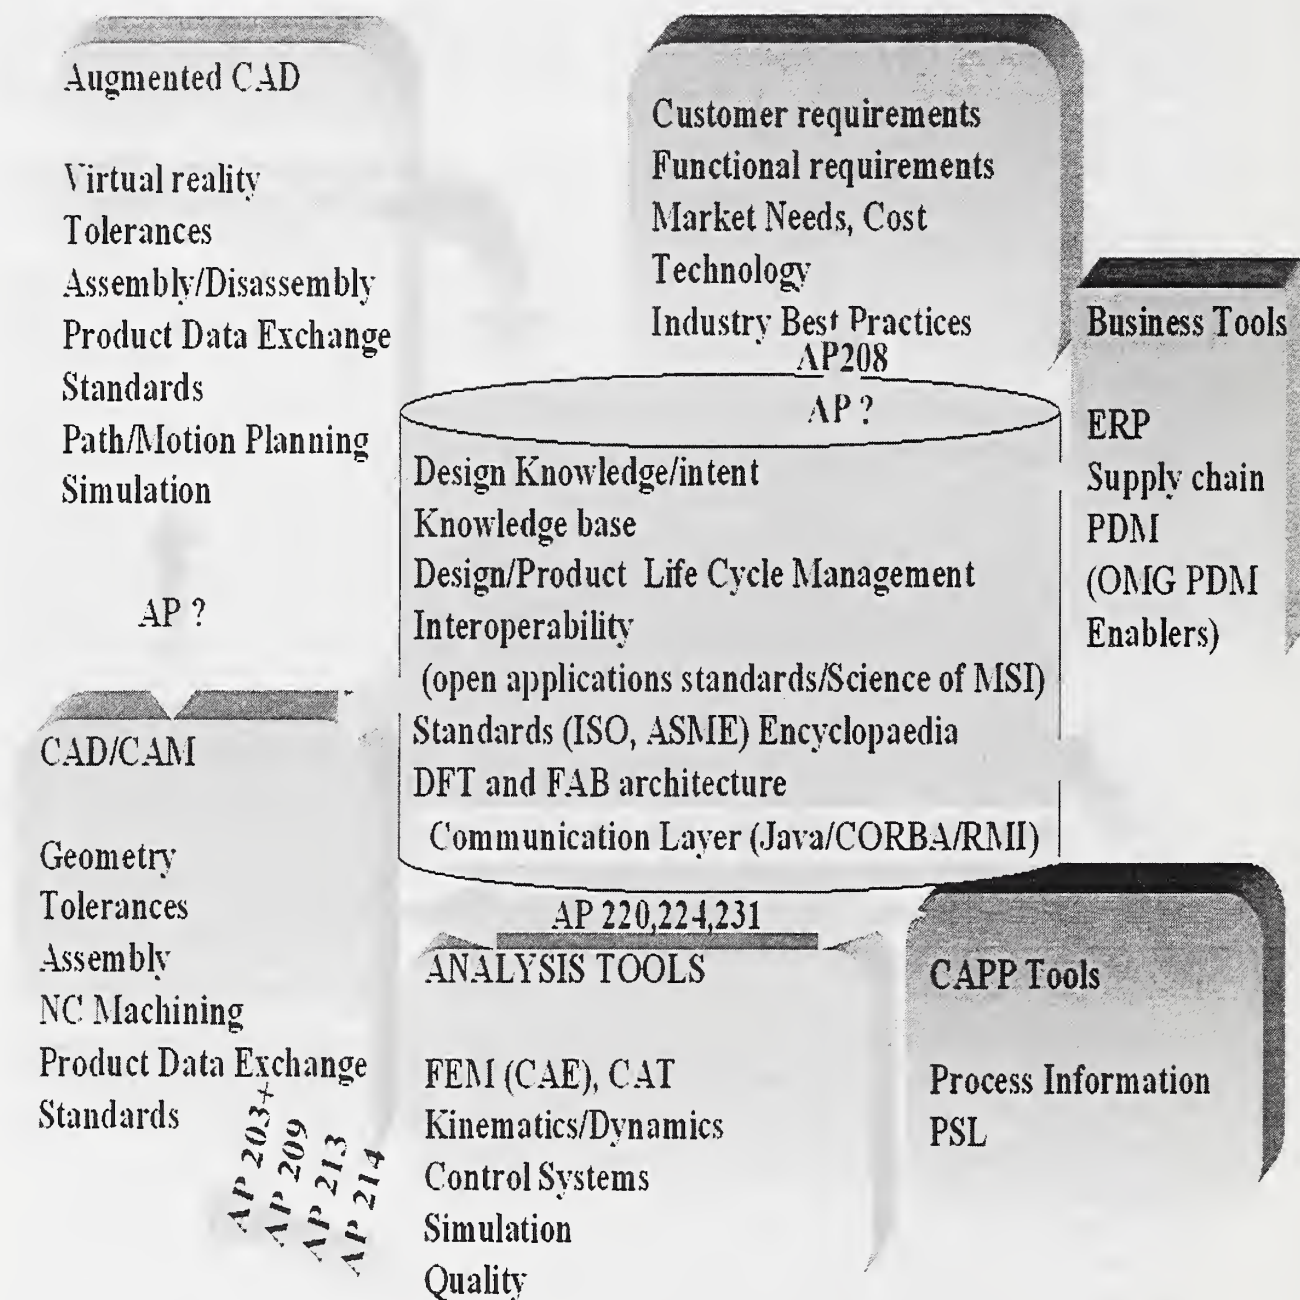 Augmented CAD
Virtual reality
Tolerances
Assembly/Disassembly
Product Data Exchange
Standards
Path/Motion Planning
Simulation
AP ?
Customer requirements
Functional requirements
Market Needs, Cost
Technology
Industry Best Practices
AP208
AP ?
Business Tools
ERP
Supply chain
PDM
(OMG PDM
Enablers)
Design Knowledge/intent
Knowledge base
Design/Product Life Cycle Management
Interoperability
(open applications standards/Science of MSI)
Standards (ISO, ASME) Encyclopaedia
DFT and FAB architecture
Communication Layer (Java/CORBA/RMI)
CAD/CAM
Geometry
Tolerances
Assembly
NC Machining
Product Data Exchange
Standards
AP 203+
AP 209
AP 213
AP 214
AP 220,224,231
ANALYSIS TOOLS
FEM (CAE), CAT
Kinematics/Dynamics
Control Systems
Simulation
Quality
CAPP Tools
Process Information
PSL